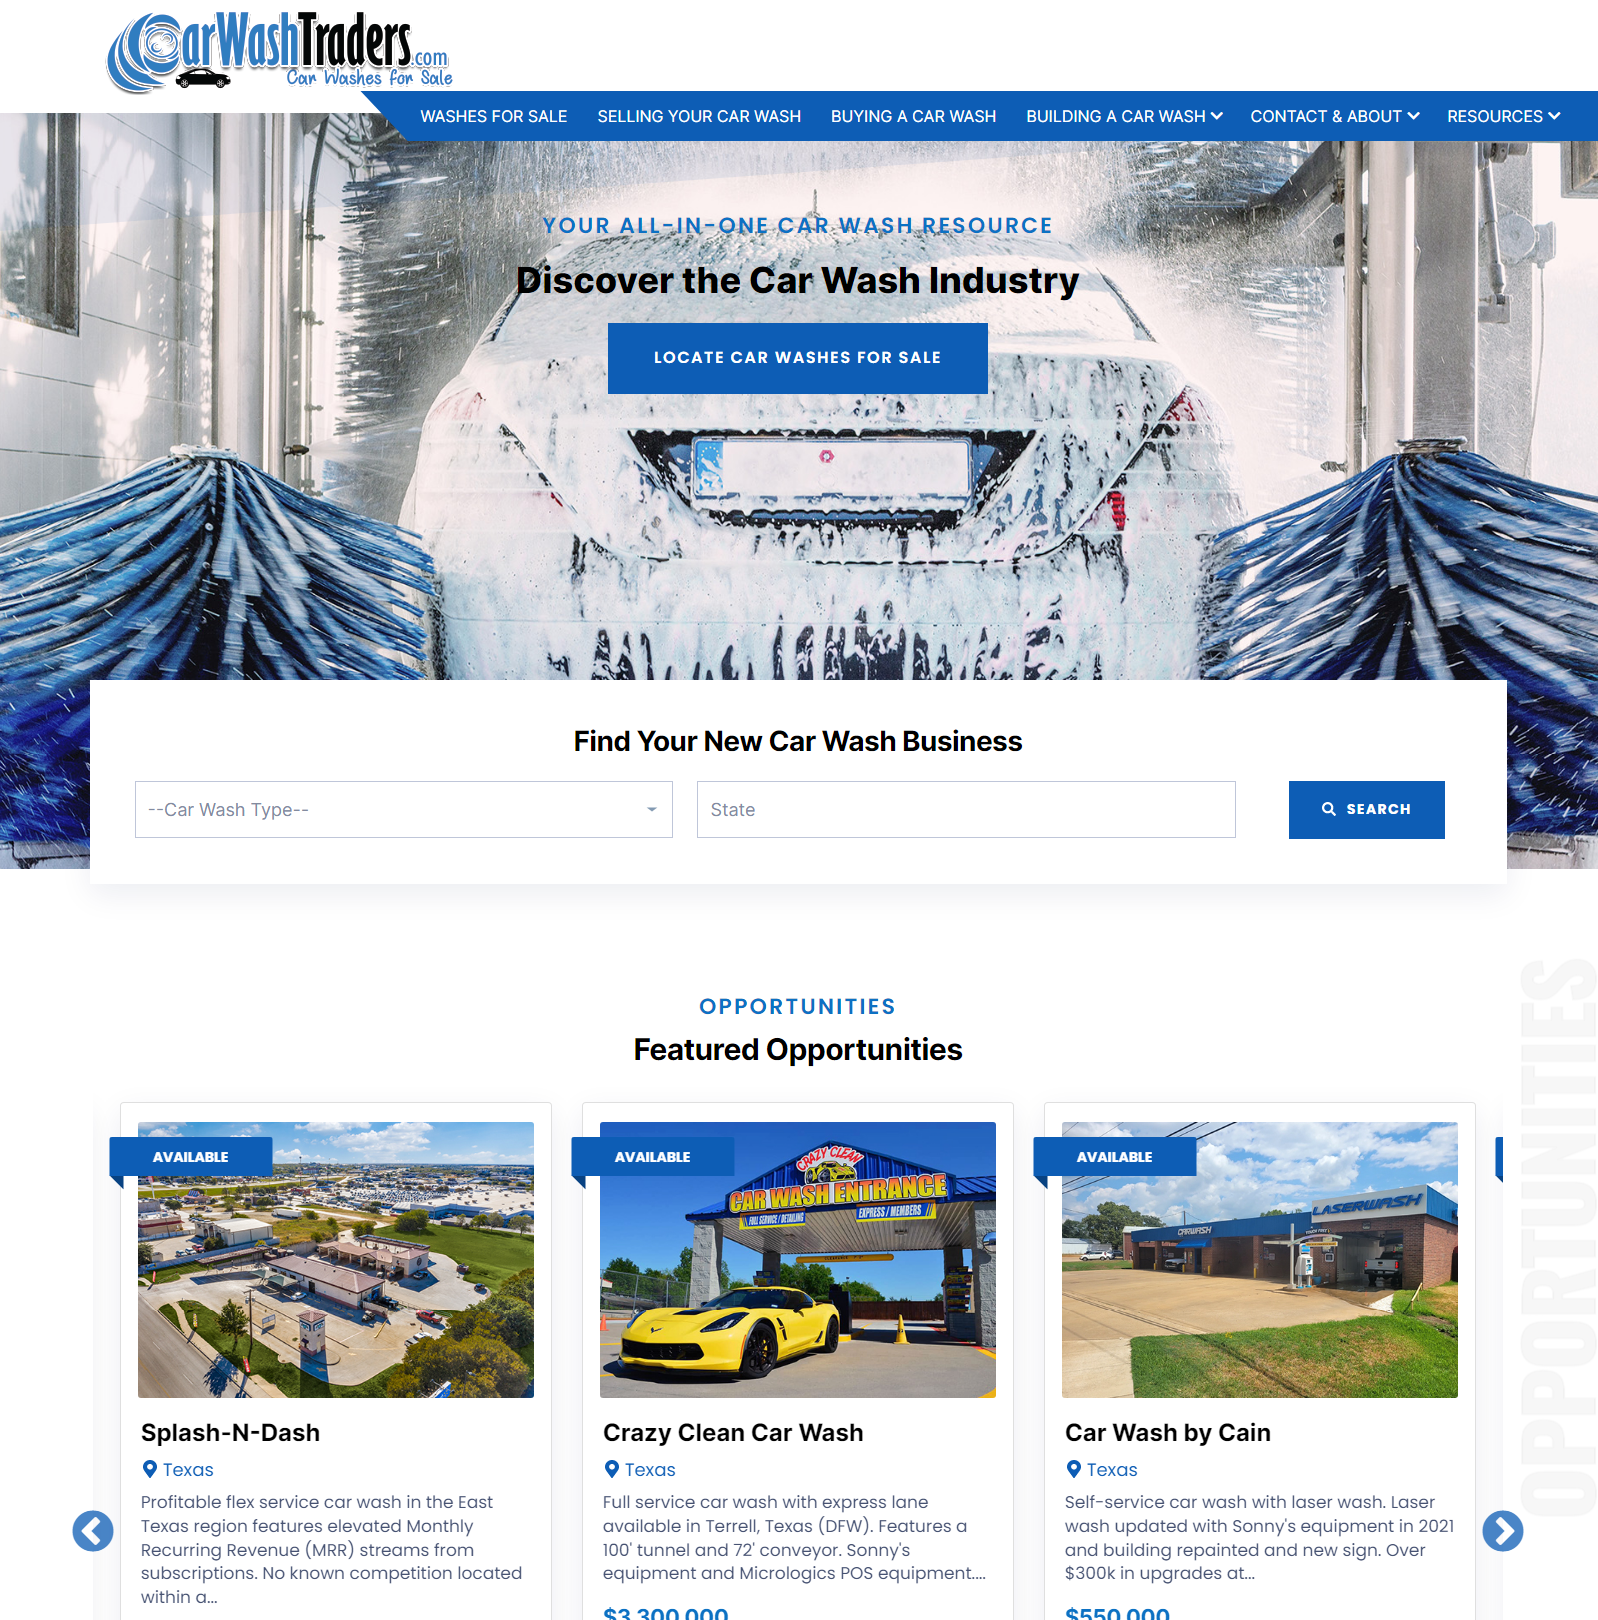 CarWashTraders.com
Car Washes for Sale
WASHES FOR SALE SELLING YOUR CAR WASH BUYING A CAR WASH BUILDING A CAR WASH CONTACT & ABOUT RESOURCES
YOUR ALL-IN-ONE CAR WASH RESOURCE
Discover the Car Wash Industry
LOCATE CAR WASHES FOR SALE
Find Your New Car Wash Business
--Car Wash Type--
State
SEARCH
OPPORTUNITIES
OPPORTUNITIES
Featured Opportunities
AVAILABLE
Splash-N-Dash
Texas
Profitable flex service car wash in the East
Texas region features elevated Monthly
Recurring Revenue (MRR) streams from
subscriptions. No known competition located
within a...
AVAILABLE
CRAZY CLEAN
CAR WASH ENTRANCE
FULL SERVICE / DETAILING
EXPRESS / MEMBERS
Crazy Clean Car Wash
Texas
Full service car wash with express lane
available in Terrell, Texas (DFW). Features a
100' tunnel and 72' conveyor. Sonny's
equipment and Micrologics POS equipment....
$3,300,000
AVAILABLE
LASERWASH
CARWASH
Car Wash by Cain
Texas
Self-service car wash with laser wash. Laser
wash updated with Sonny's equipment in 2021
and building repainted and new sign. Over
$300k in upgrades at...
$550,000